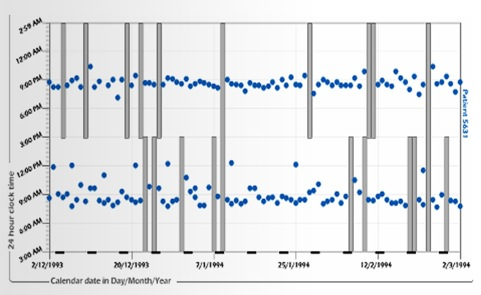 2:59 AM
12:00 AM
9:00 PM
6:00 PM
3:00 PM
12:00 PM
9:00 AM
6:00 AM
3:00 AM
24 hour clock time
2/12/1993
20/12/1993
7/1/1994
25/1/1994
12/2/1994
2/3/1994
Calendar date in Day/Month/Year
Patient 5631